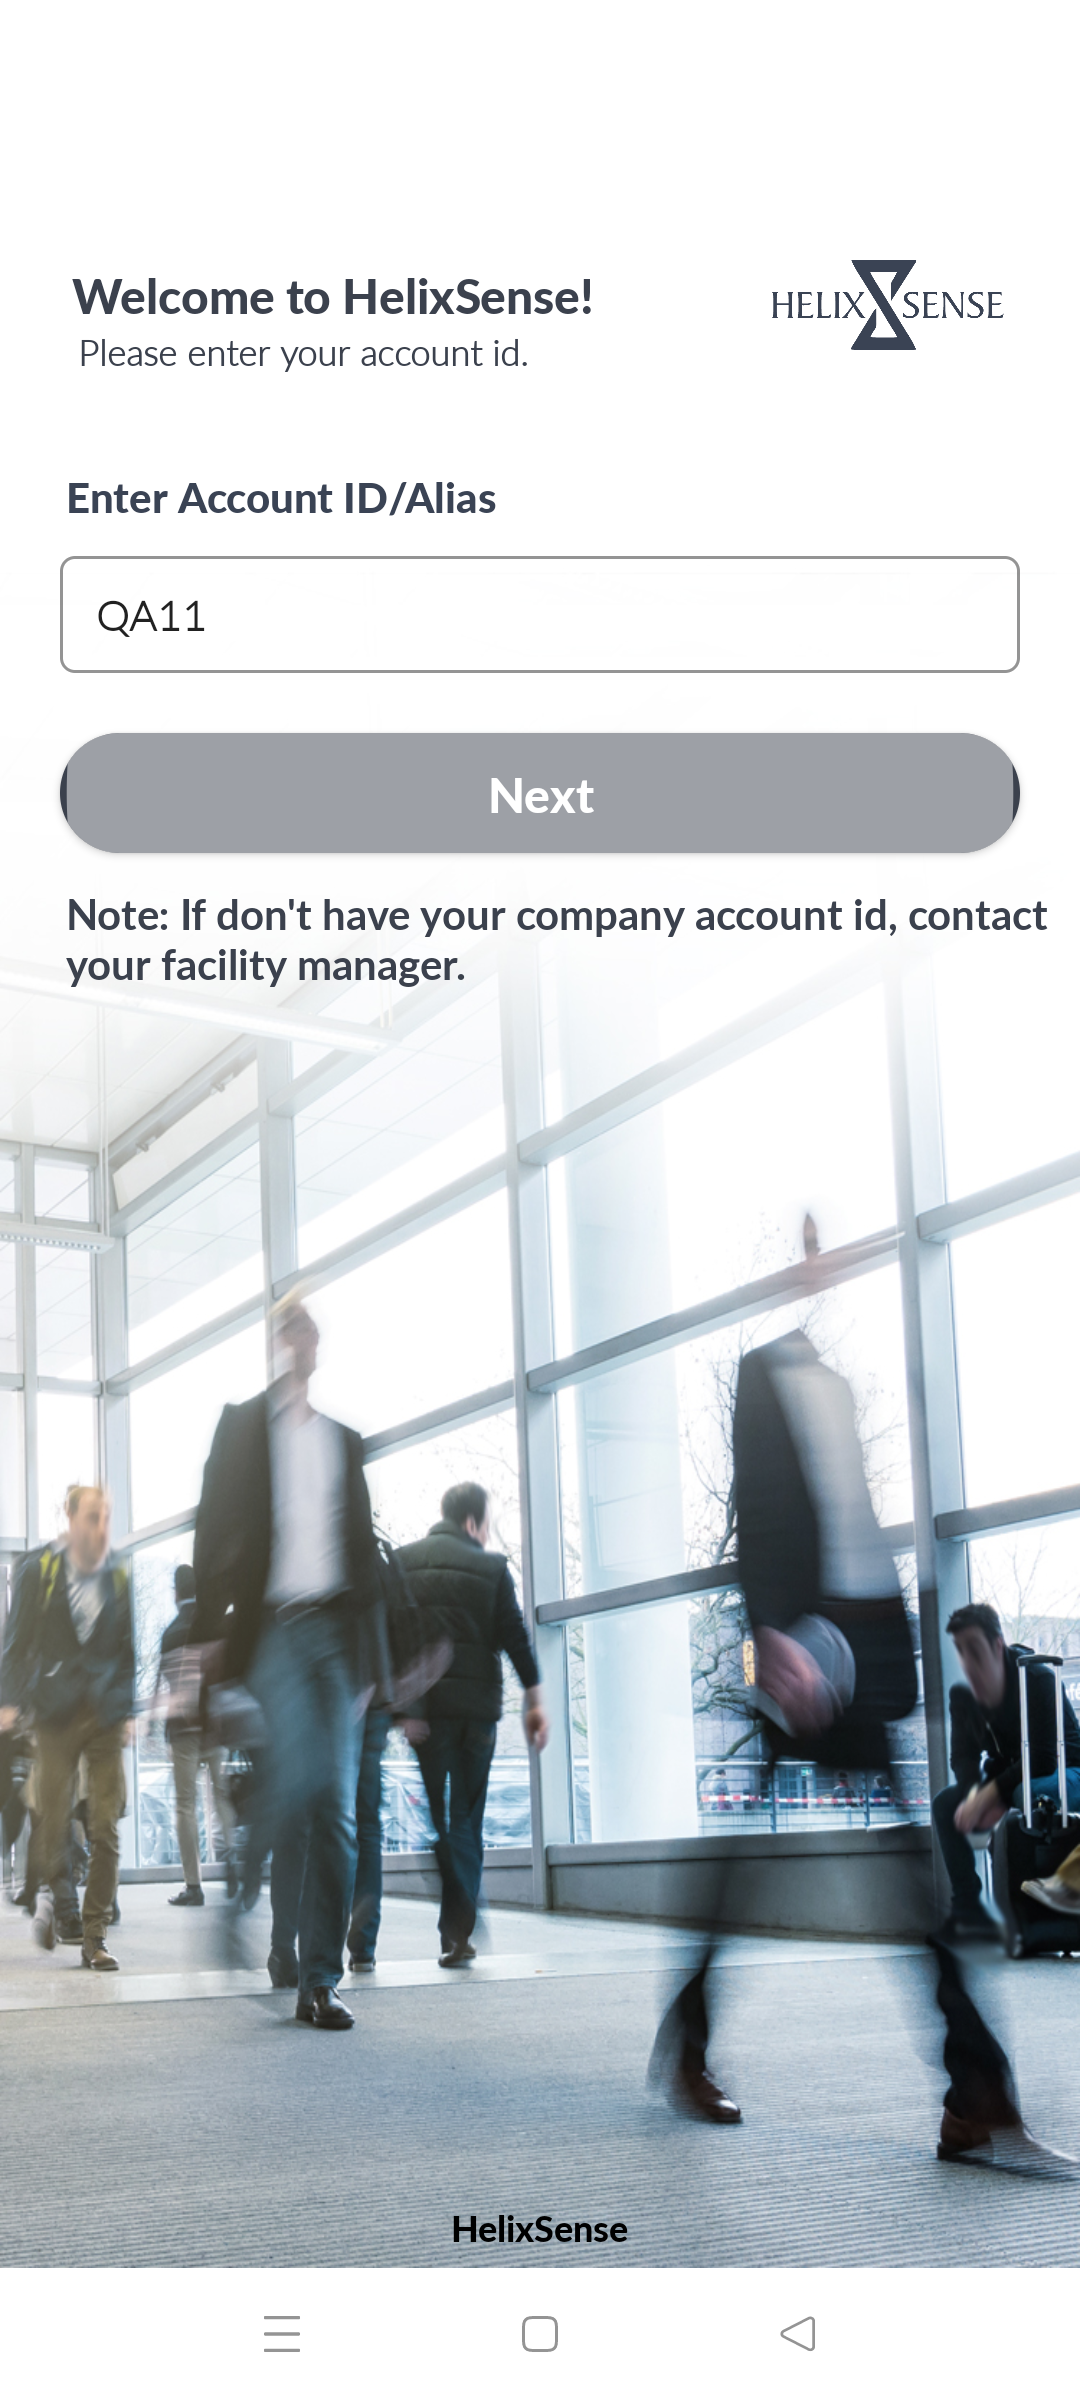 Welcome to HelixSense!
HELIX SENSE
Please enter your account id.
Enter Account ID/Alias
QA11
Next
Note: If don't have your company account id, contact
your facility manager.
HelixSense